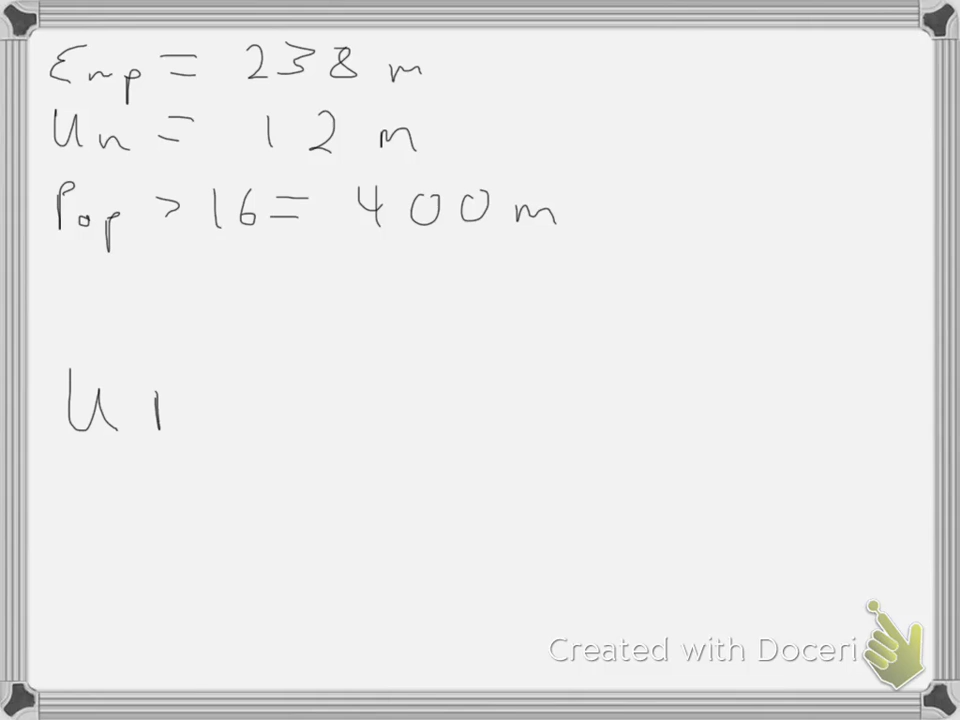 Emp = 238 m
Un = 12 m
Pop > 16 = 400 m
U
Created with Doceri